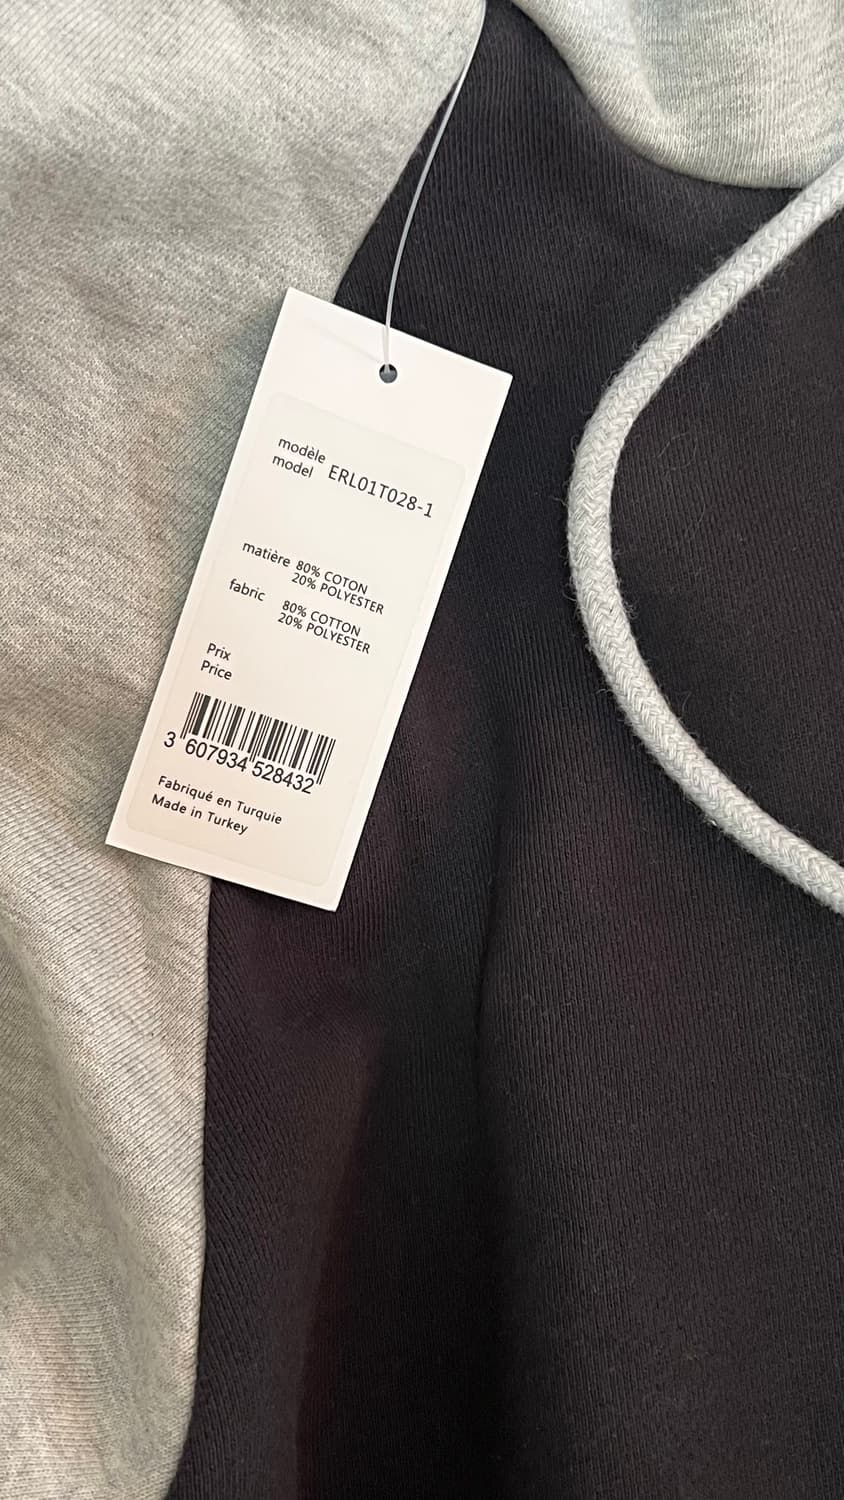 modèle
model ERL01T028-1
matière 80% COTON
20% POLYESTER
fabric 80% COTTON
20% POLYESTER
Prix
Price
3 607934 528432
Fabriqué en Turquie
Made in Turkey